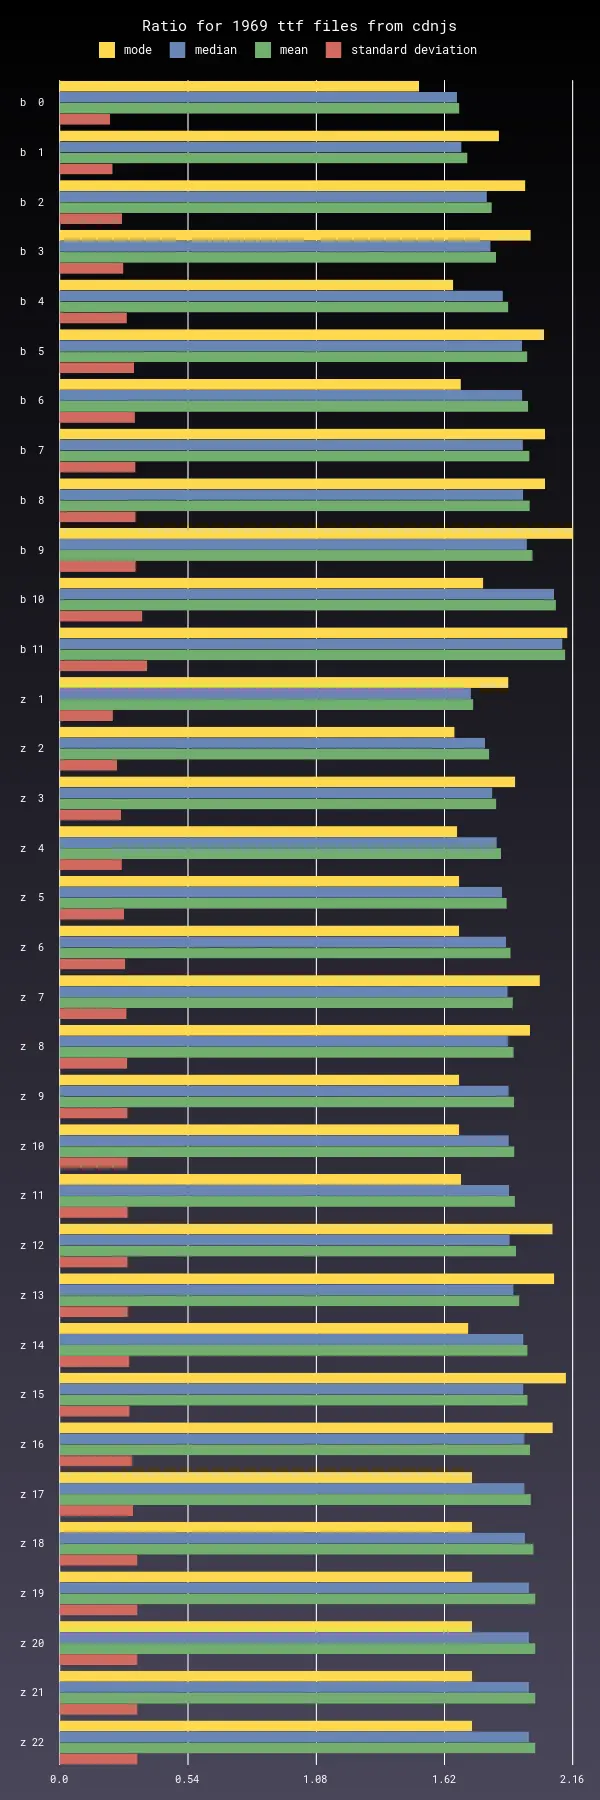 Ratio for 1969 ttf files from cdnjs
mode median mean standard deviation
b 0
b 1
b 2
b 3
b 4
b 5
b 6
b 7
b 8
b 9
b 10
b 11
z 1
z 2
z 3
z 4
z 5
z 6
z 7
z 8
z 9
z 10
z 11
z 12
z 13
z 14
z 15
z 16
z 17
z 18
z 19
z 20
z 21
z 22
0.0 0.54 1.08 1.62 2.16